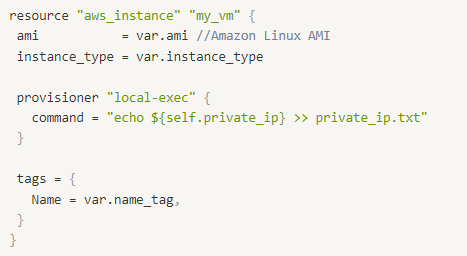 resource "aws_instance" "my_vm" {
 ami           = var.ami //Amazon Linux AMI
 instance_type = var.instance_type

 provisioner "local-exec" {
   command = "echo ${self.private_ip} >> private_ip.txt"
 }

 tags = {
   Name = var.name_tag,
 }
}